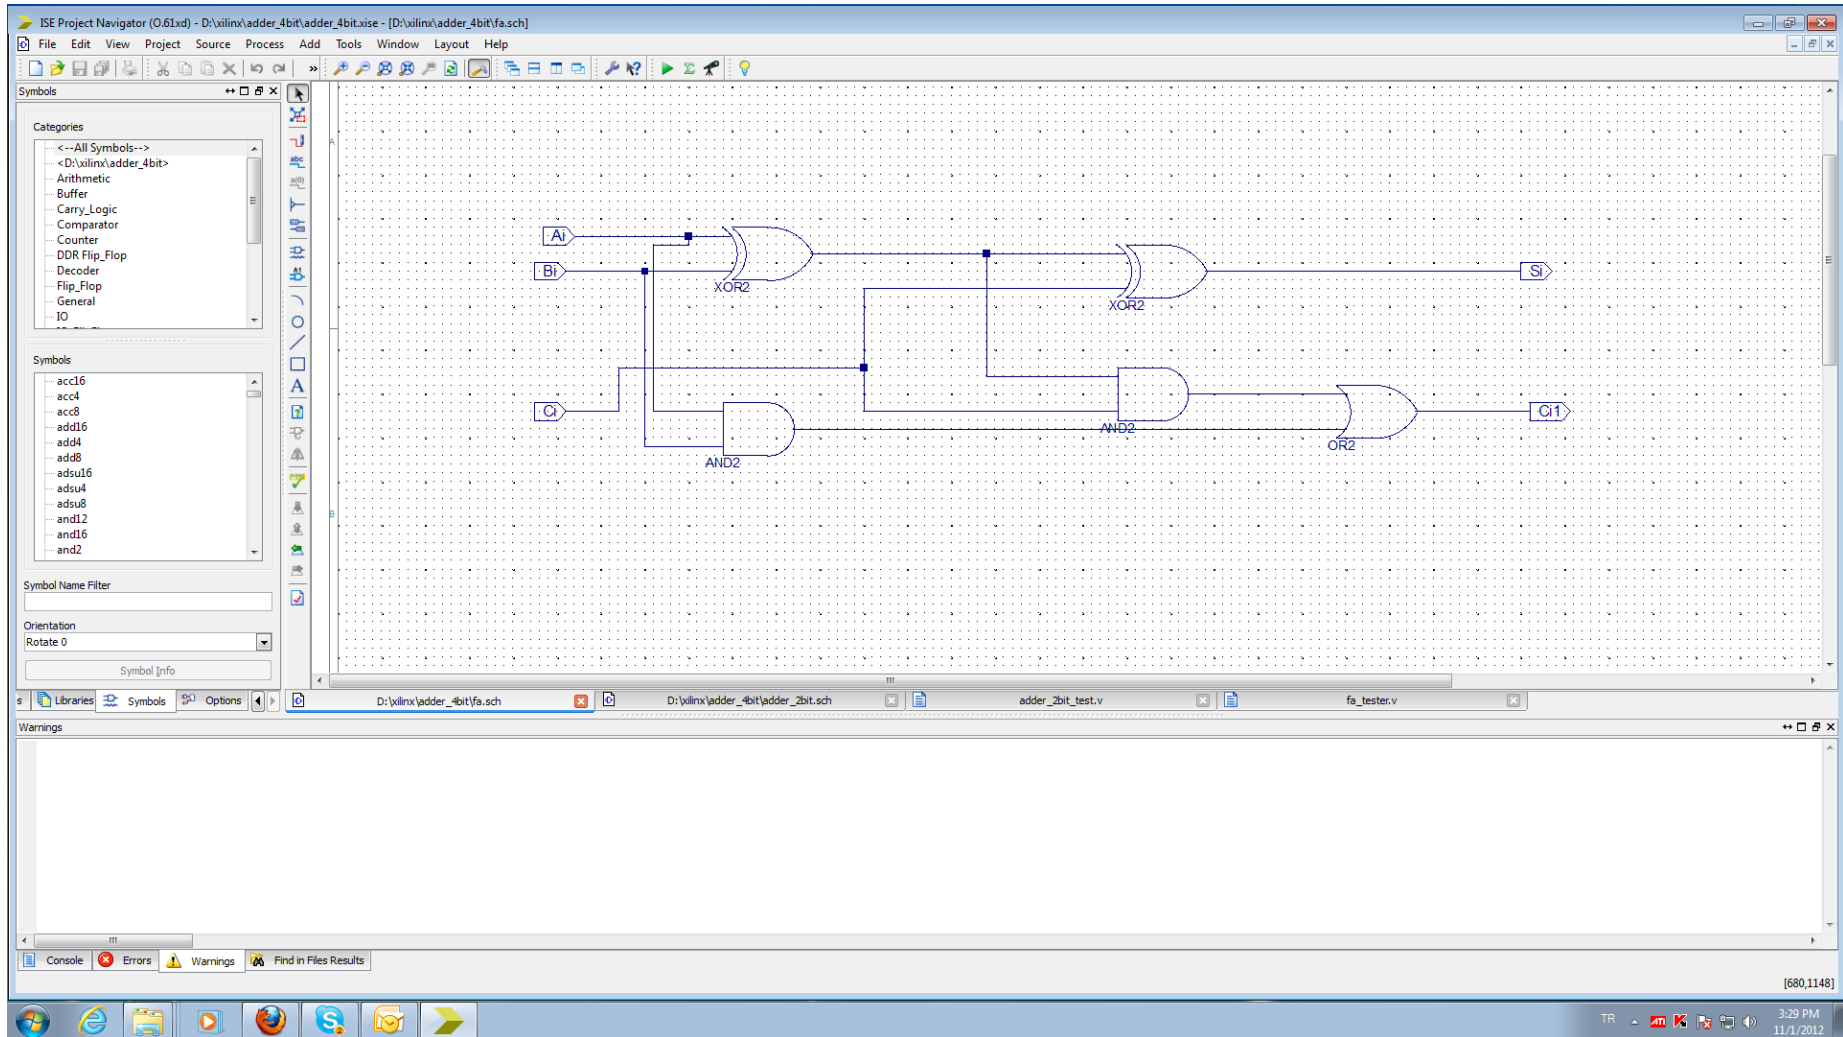 ISE Project Navigator (O.61xd) - D:\xilinx\adder_4bit\adder_4bit.xise - [D:\xilinx\adder_4bit\fa.sch]
File Edit View Project Source Process Add Tools Window Layout Help
Symbols
Categories
<--All Symbols-->
<D:\xilinx\adder_4bit>
Arithmetic
Buffer
Carry_Logic
Comparator
Counter
DDR Flip_Flop
Decoder
Flip_Flop
General
IO
Symbols
acc16
acc4
acc8
add16
add4
add8
adsu16
adsu4
adsu8
and12
and16
and2
Symbol Name Filter
Orientation
Rotate 0
Symbol Info
s Libraries Symbols Options
A
B
Ai
Bi
Ci
XOR2
AND2
XOR2
AND2
OR2
Si
Ci1
D:\xilinx\adder_4bit\fa.sch
D:\xilinx\adder_4bit\adder_2bit.sch
adder_2bit_test.v
fa_tester.v
Warnings
Console Errors Warnings Find in Files Results
[680,1148]
TR
ATI
3:29 PM
11/1/2012